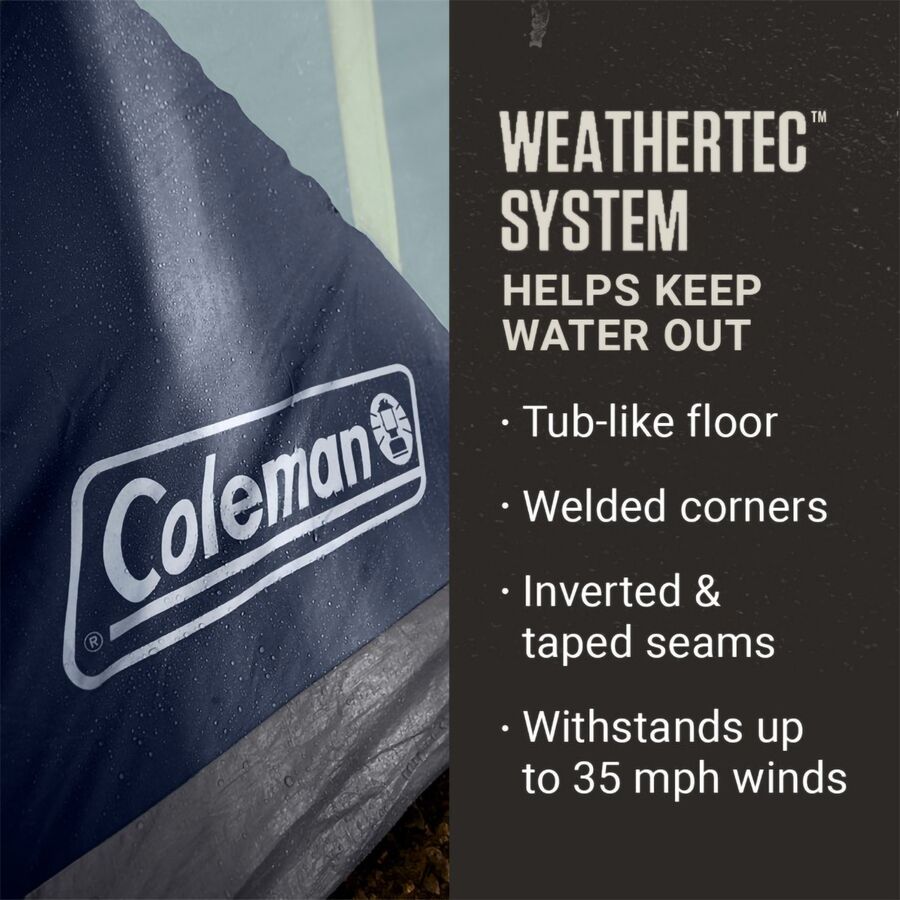 Coleman
®
WEATHERTEC™
SYSTEM
HELPS KEEP
WATER OUT
· Tub-like floor
· Welded corners
· Inverted &
taped seams
· Withstands up
to 35 mph winds